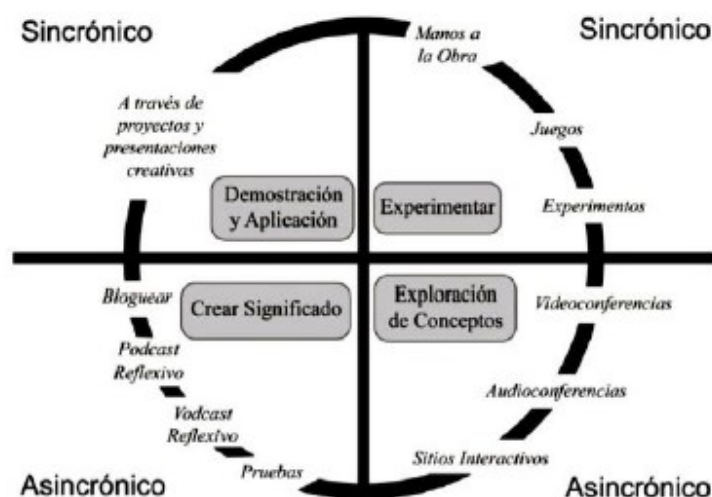 Sincrónico
Sincrónico
Manos a
la Obra
A través de
proyectos y
presentaciones
creativas
Juegos
Demostración
y Aplicación
Experimentar
Experimentos
Bloguear
Crear Significado
Exploración
de Conceptos
Videoconferencias
Podcast
Reflexivo
Audioconferencias
Vodcast
Reflexivo
Pruebas
Sitios Interactivos
Asincrónico
Asincrónico